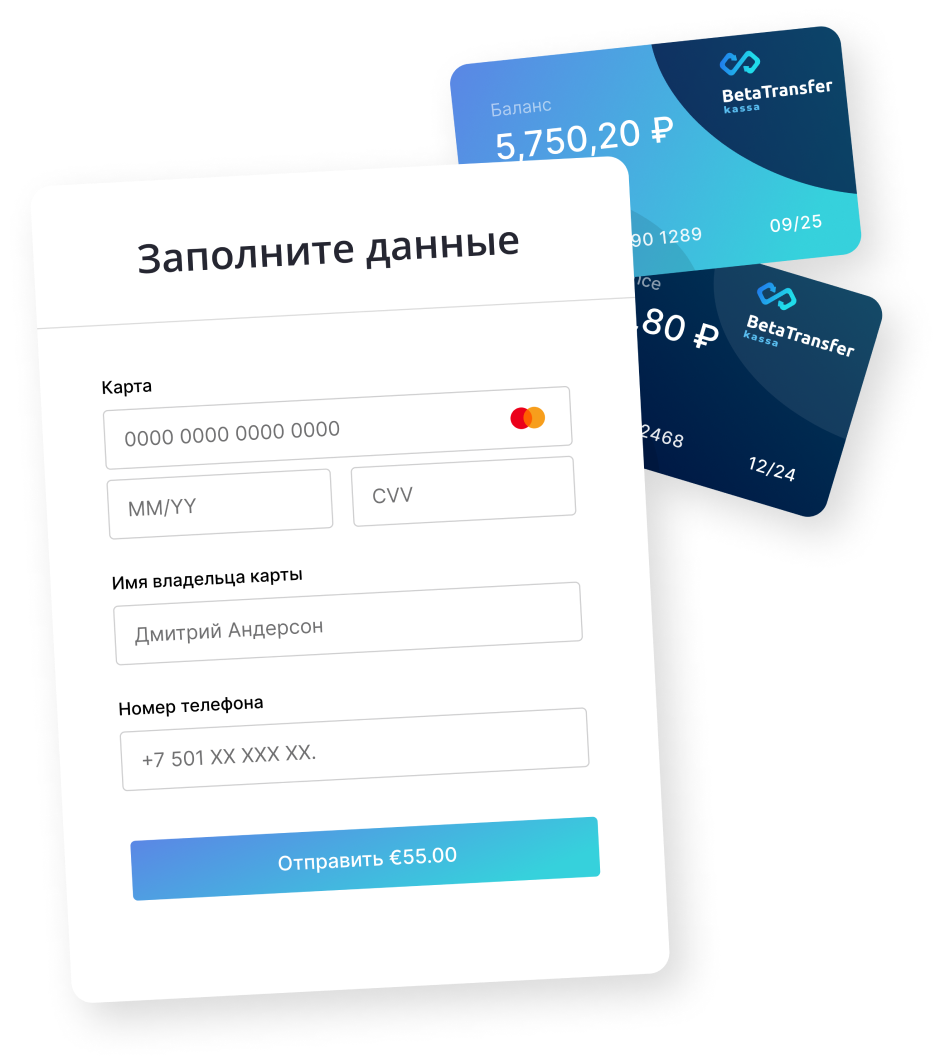 BetaTransfer
kassa
Баланс
5,750,20 ₽
90 1289
09/25
BetaTransfer
kassa
80 ₽
2468
12/24
Заполните данные
Карта
0000 0000 0000 0000
MM/YY
CVV
Имя владельца карты
Дмитрий Андерсон
Номер телефона
+7 501 XX XXX XX.
Отправить €55.00